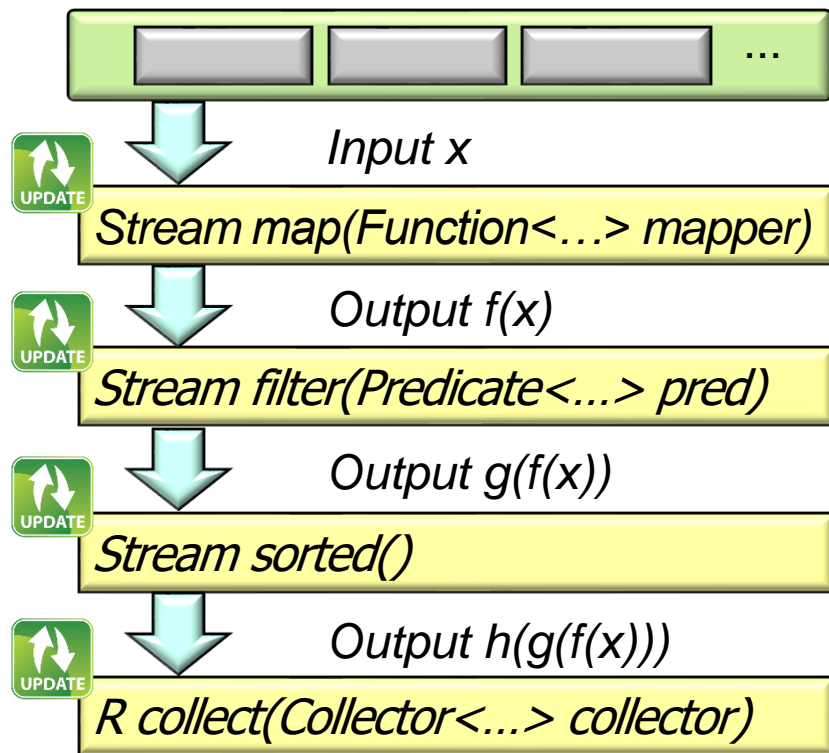 ...
Input x
UPDATE
Stream map(Function<...> mapper)
Output f(x)
UPDATE
Stream filter(Predicate<...> pred)
Output g(f(x))
UPDATE
Stream sorted()
Output h(g(f(x)))
UPDATE
R collect(Collector<...> collector)